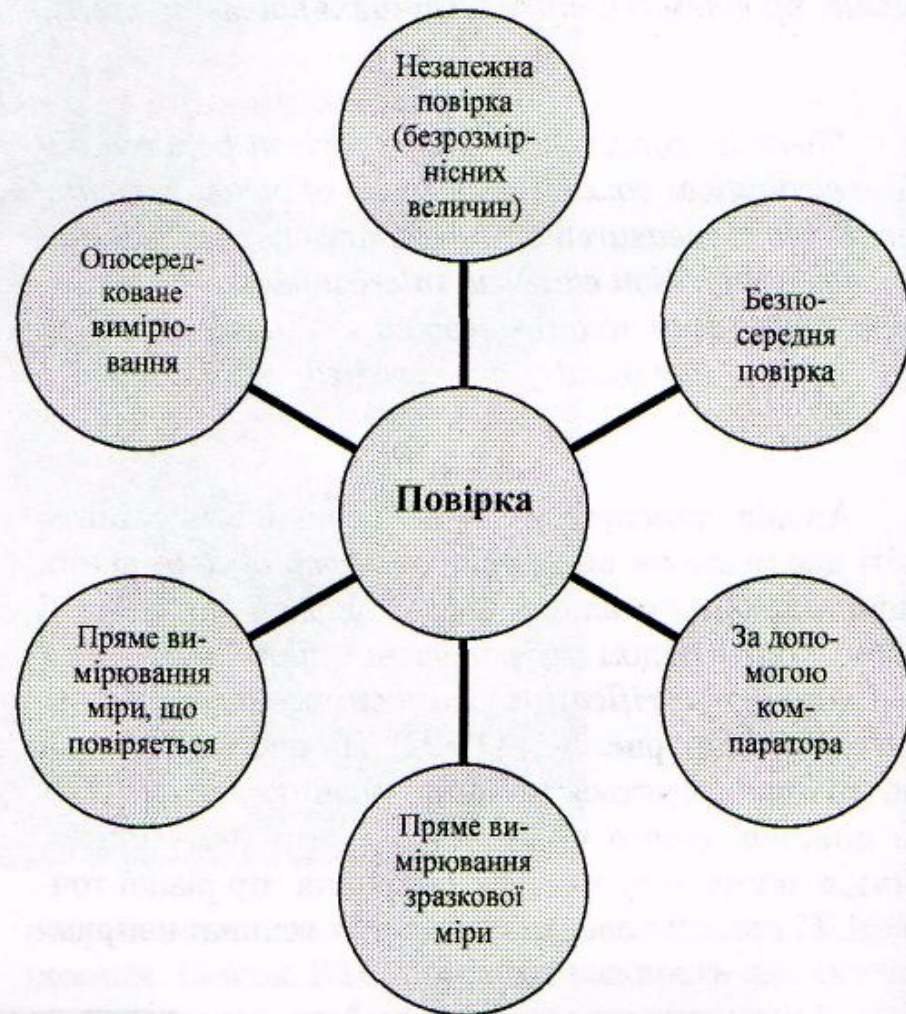 Незалежна
повірка
(безрозмір-
нісних
величин)
Опосеред-
коване
вимірю-
вання
Безпо-
середня
повірка
Повірка
Пряме ви-
мірювання
міри, що
повіряеться
За допо-
могою
ком-
паратора
Пряме ви-
мірювання
зразкової
міри